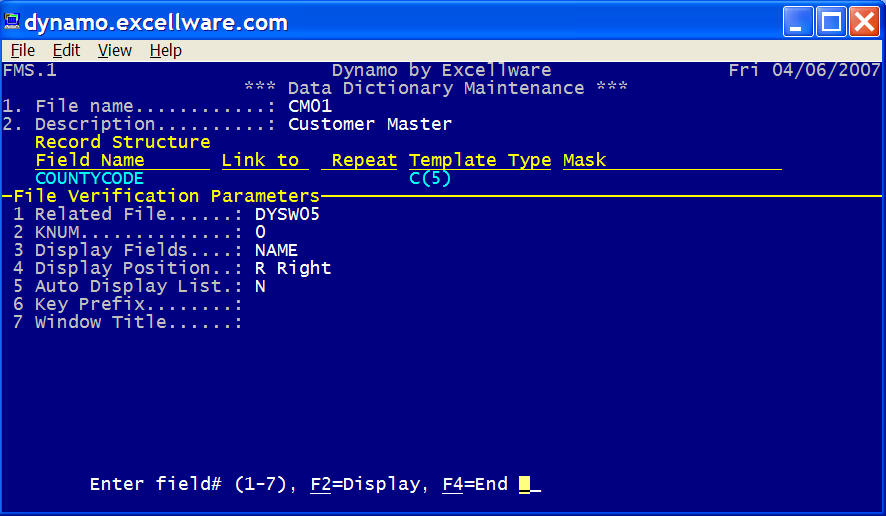 dynamo.excellware.com
File Edit View Help
FMS.1 Dynamo by Excellware Fri 04/06/2007
*** Data Dictionary Maintenance ***
1. File name............: CM01
2. Description..........: Customer Master
Record Structure
Field Name Link to Repeat Template Type Mask
COUNTYCODE C(5)
File Verification Parameters
1 Related File......: DYSW05
2 KNUM..............: 0
3 Display Fields....: NAME
4 Display Position..: R Right
5 Auto Display List.: N
6 Key Prefix........:
7 Window Title......:
Enter field# (1-7), F2=Display, F4=End